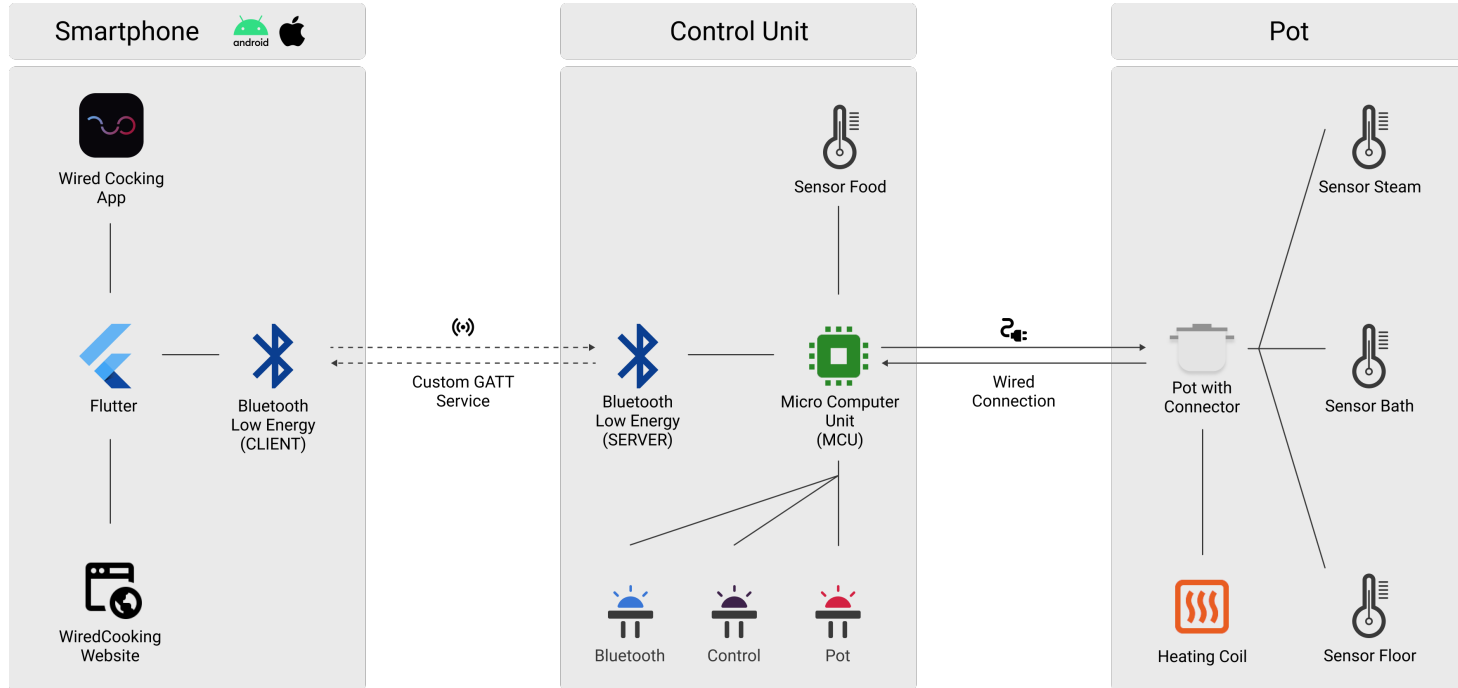 Smartphone
android
Control Unit
Pot
Wired Cocking
App
Flutter
Bluetooth
Low Energy
(CLIENT)
WiredCooking
Website
Custom GATT
Service
Sensor Food
Bluetooth
Low Energy
(SERVER)
Micro Computer
Unit
(MCU)
Bluetooth
Control
Pot
Wired
Connection
Sensor Steam
Pot with
Connector
Sensor Bath
Heating Coil
Sensor Floor